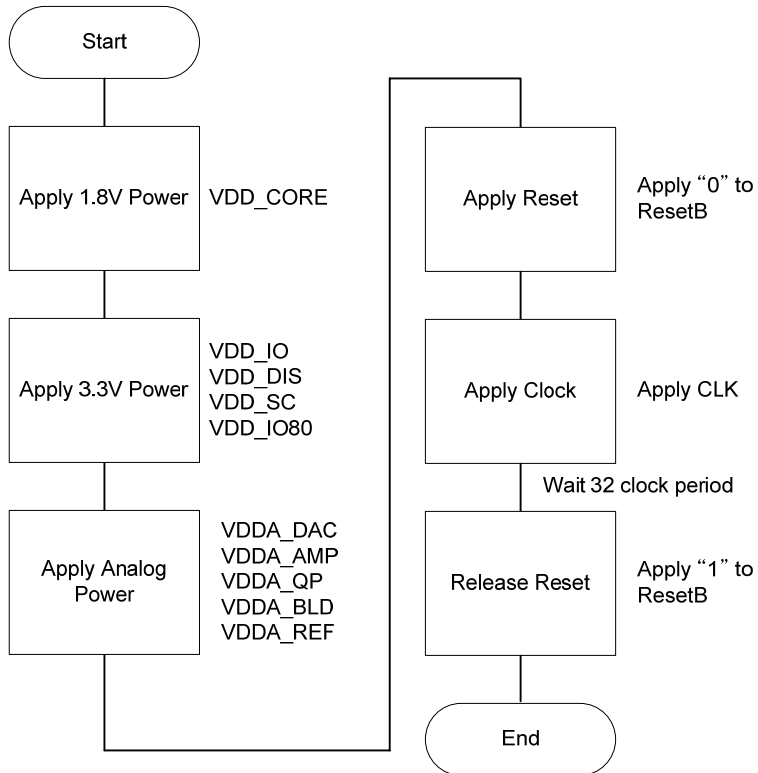 Start
Apply 1.8V Power
VDD_CORE
Apply 3.3V Power
VDD_IO
VDD_DIS
VDD_SC
VDD_IO80
Apply Analog
Power
VDDA_DAC
VDDA_AMP
VDDA_QP
VDDA_BLD
VDDA_REF
Apply Reset
Apply “0” to
ResetB
Apply Clock
Apply CLK
Wait 32 clock period
Release Reset
Apply “1” to
ResetB
End